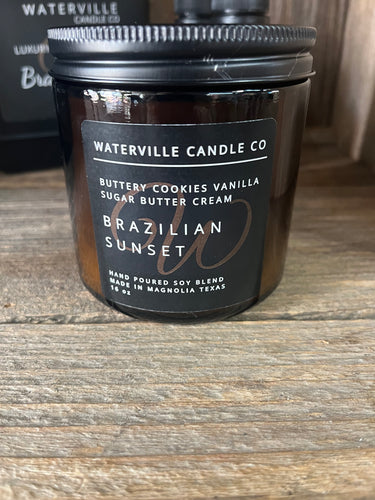 WATERVILLE
CANDLE CO
WATERVILLE CANDLE CO
BUTTERY COOKIES VANILLA
SUGAR BUTTER CREAM
BRAZILIAN
SUNSET
W
HAND POURED SOY BLEND
MADE IN MAGNOLIA TEXAS
16 oz